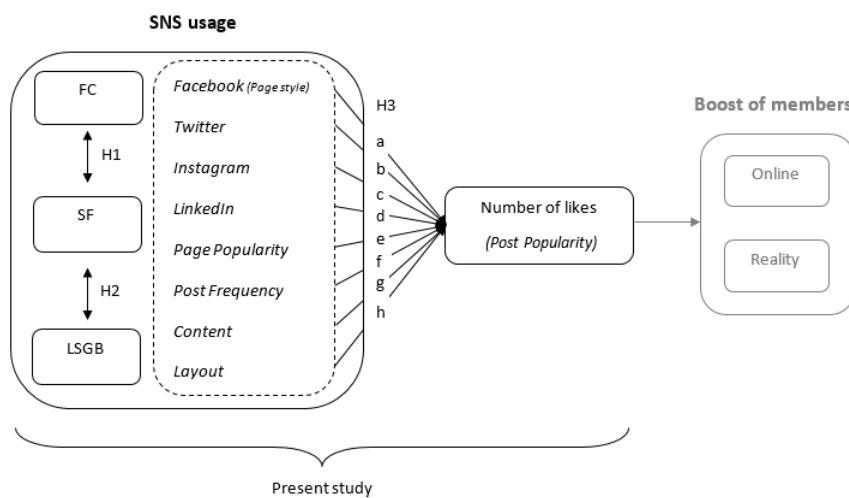 SNS usage
FC
H1
SF
H2
LSGB
Facebook (Page style)
Twitter
Instagram
LinkedIn
Page Popularity
Post Frequency
Content
Layout
H3
a
b
c
d
e
f
g
h
Number of likes
(Post Popularity)
Boost of members
Online
Reality
Present study